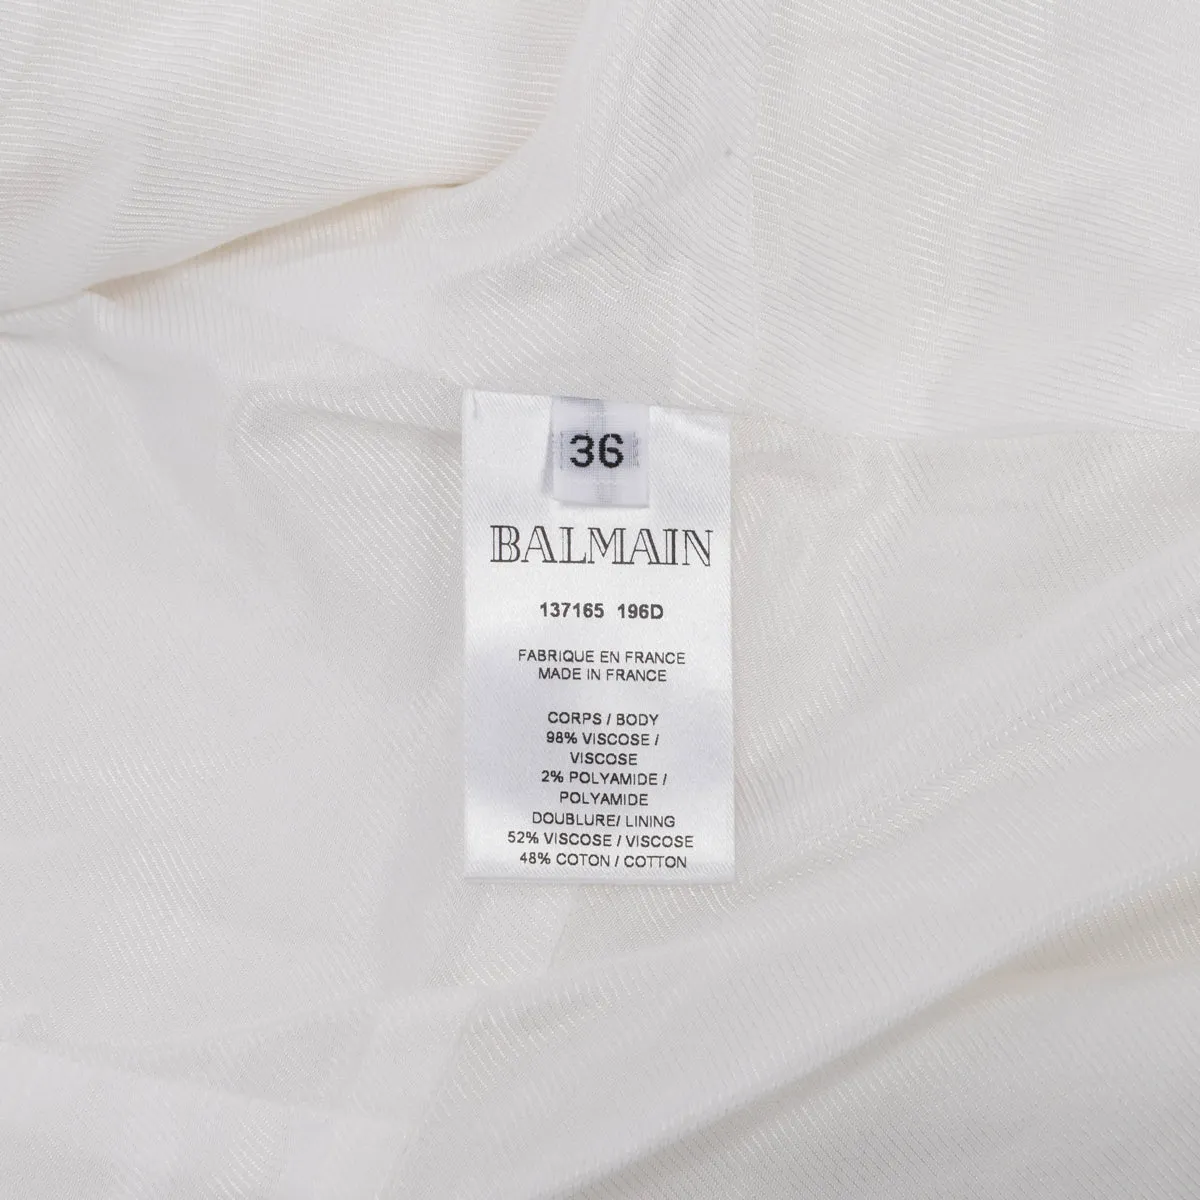 36
BALMAIN
137165 196D
FABRIQUE EN FRANCE
MADE IN FRANCE
CORPS / BODY
98% VISCOSE /
VISCOSE
2% POLYAMIDE /
POLYAMIDE
DOUBLURE/ LINING
52% VISCOSE / VISCOSE
48% COTON / COTTON